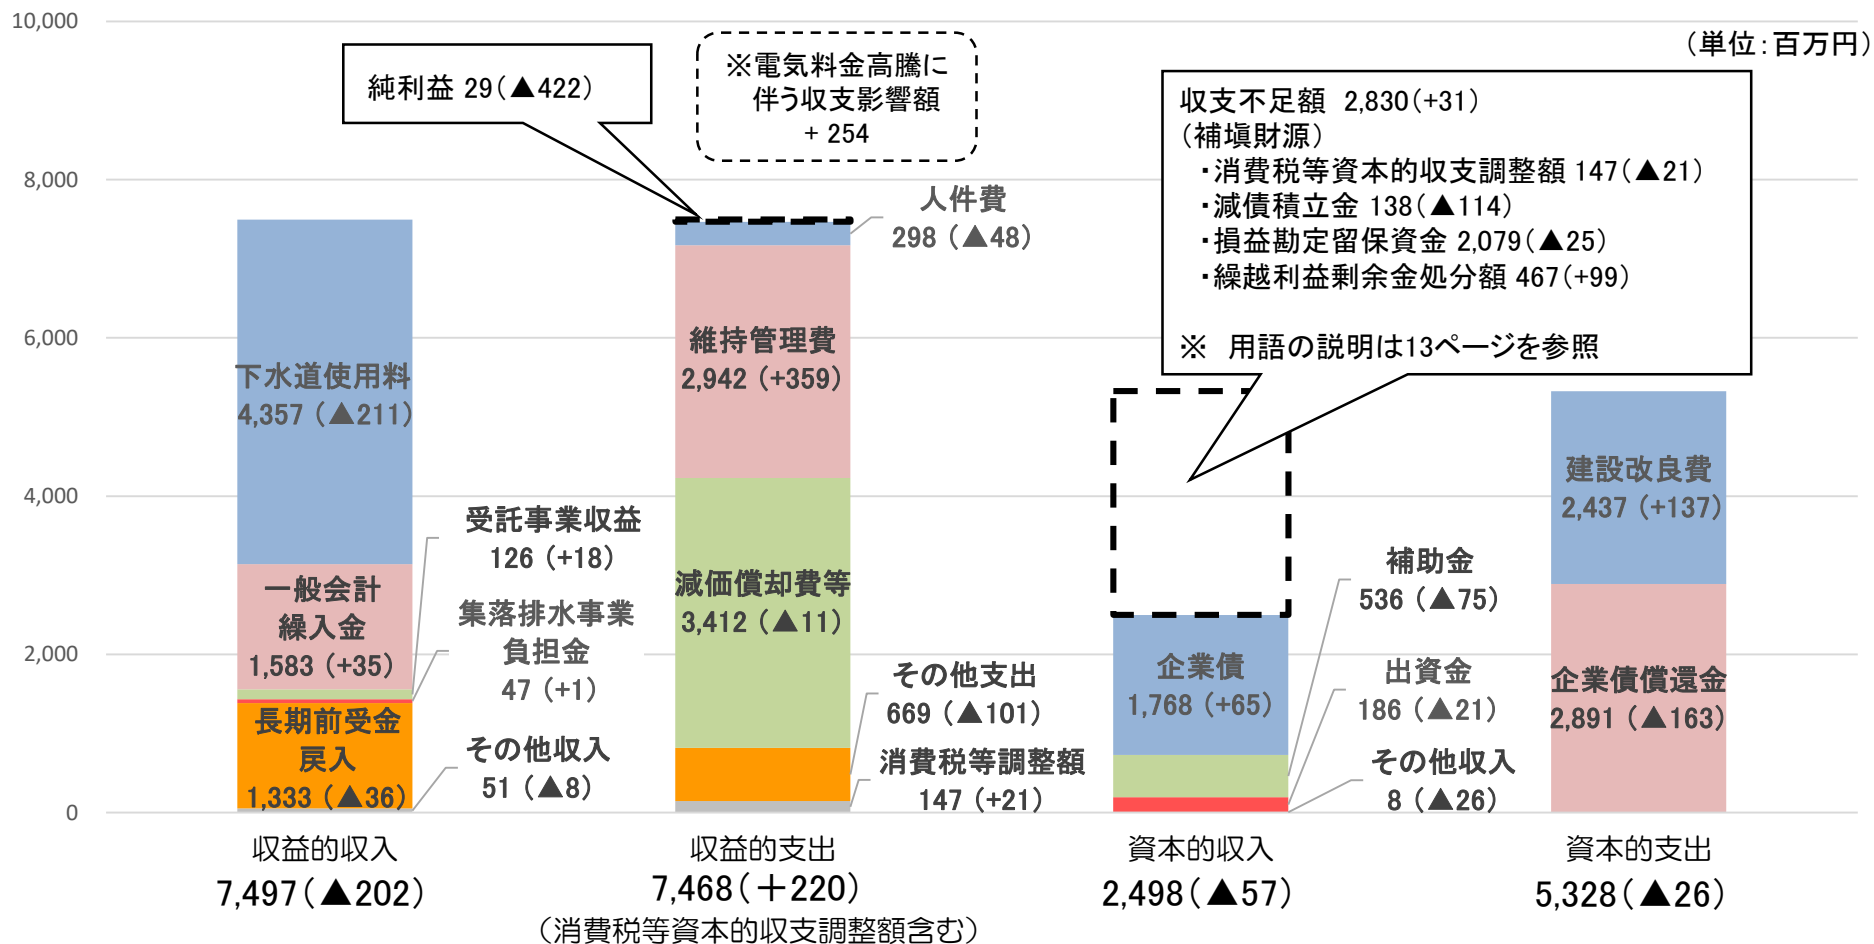 (単位:百万円)
10,000
8,000
6,000
4,000
2,000
0
純利益 29(▲422)
※電気料金高騰に
伴う収支影響額
+ 254
収支不足額 2,830(+31)
(補塡財源)
・消費税等資本的収支調整額 147(▲21)
・減債積立金 138(▲114)
・損益勘定留保資金 2,079(▲25)
・繰越利益剰余金処分額 467(+99)
※ 用語の説明は13ページを参照
下水道使用料
4,357 (▲211)
一般会計
繰入金
1,583 (+35)
受託事業収益
126 (+18)
集落排水事業
負担金
47 (+1)
長期前受金
戻入
1,333 (▲36)
その他収入
51 (▲8)
人件費
298 (▲48)
維持管理費
2,942 (+359)
減価償却費等
3,412 (▲11)
その他支出
669 (▲101)
消費税等調整額
147 (+21)
企業債
1,768 (+65)
補助金
536 (▲75)
出資金
186 (▲21)
その他収入
8 (▲26)
建設改良費
2,437 (+137)
企業債償還金
2,891 (▲163)
収益的収入
7,497(▲202)
収益的支出
7,468(+220)
(消費税等資本的収支調整額含む)
資本的収入
2,498(▲57)
資本的支出
5,328(▲26)